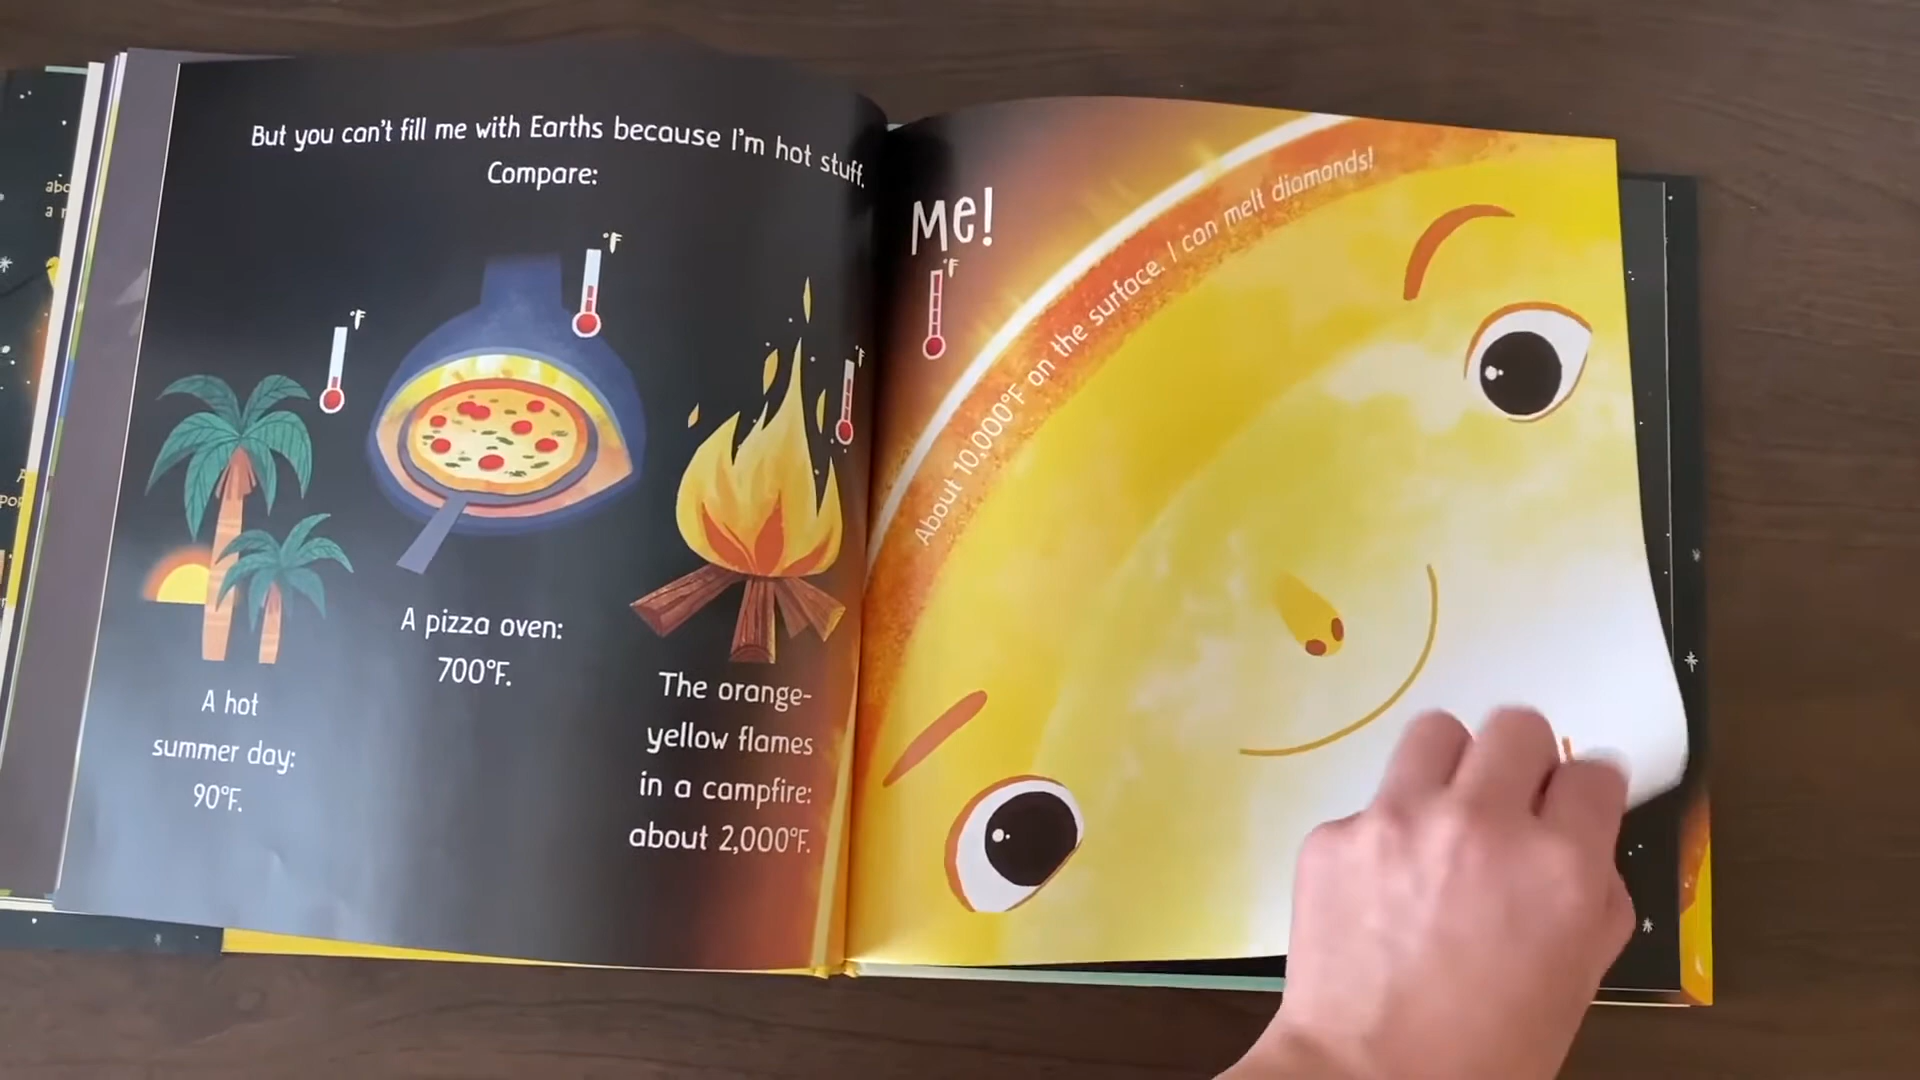 But you can't fill me with Earths because I'm hot stuff.
Compare:
°F
°F
°F
A hot
summer day:
90°F.
A pizza oven:
700°F.
The orange-
yellow flames
in a campfire:
about 2,000°F.
Me!
°F
About 10,000°F on the surface. I can melt diamonds!